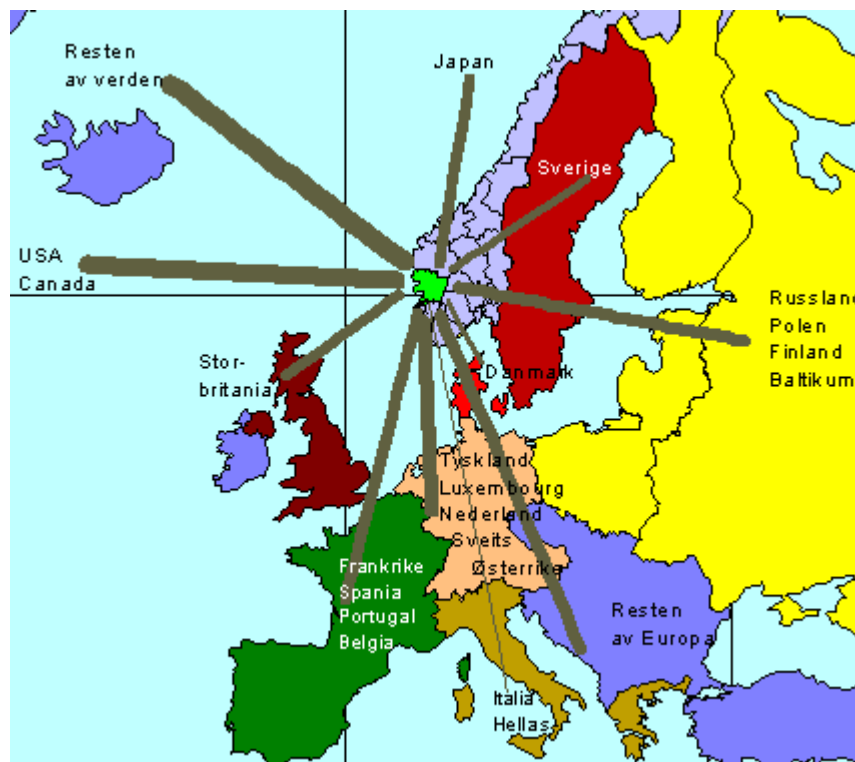 Resten
av verden
Japan
Sverige
USA
Canada
Russland
Polen
Finland
Baltikum
Stor-
britania
Danmark
Tyskland
Luxembourg
Nederland
Sveits
Østerrike
Frankrike
Spania
Portugal
Belgia
Resten
av Europa
Italia
Hellas